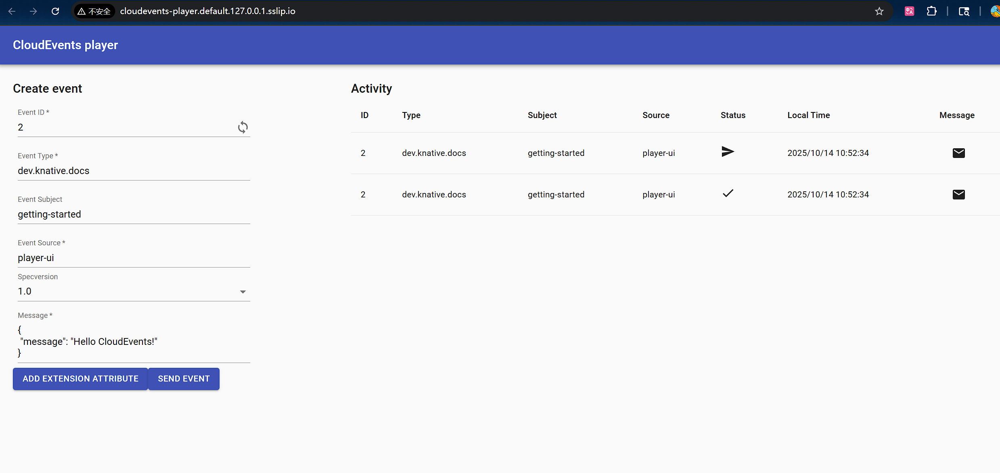 不安全 cloudevents-player.default.127.0.0.1.sslip.io
CloudEvents player
Create event
Event ID *
2
Event Type *
dev.knative.docs
Event Subject
getting-started
Event Source *
player-ui
Specversion
1.0
Message *
{
"message": "Hello CloudEvents!"
}
ADD EXTENSION ATTRIBUTE SEND EVENT
Activity
ID Type Subject Source Status Local Time Message
2 dev.knative.docs getting-started player-ui 2025/10/14 10:52:34
2 dev.knative.docs getting-started player-ui 2025/10/14 10:52:34